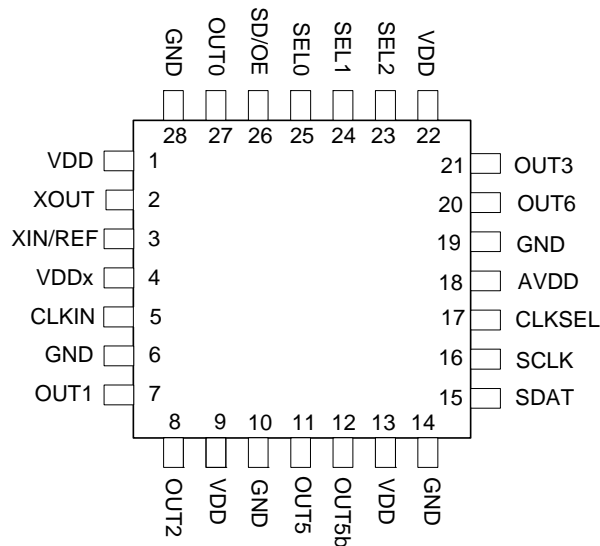 GND OUT0 SD/OE SEL0 SEL1 SEL2 VDD
28 27 26 25 24 23 22
VDD 1 21 OUT3
XOUT 2 20 OUT6
XIN/REF 3 19 GND
VDDx 4 18 AVDD
CLKIN 5 17 CLKSEL
GND 6 16 SCLK
OUT1 7 15 SDAT
8 9 10 11 12 13 14
OUT2 VDD GND OUT5 OUT5b VDD GND